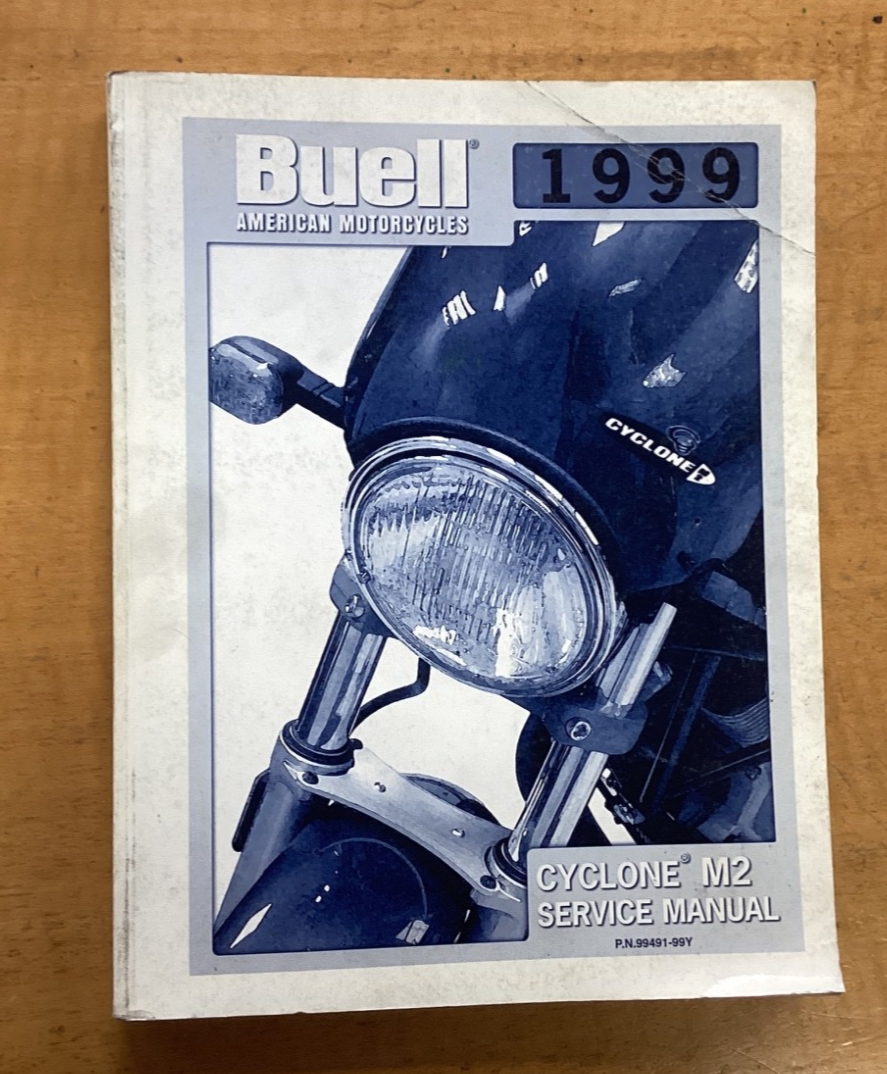 Buell®
AMERICAN MOTORCYCLES
1999
CYCLONE
CYCLONE® M2
SERVICE MANUAL
P.N.99491-99Y